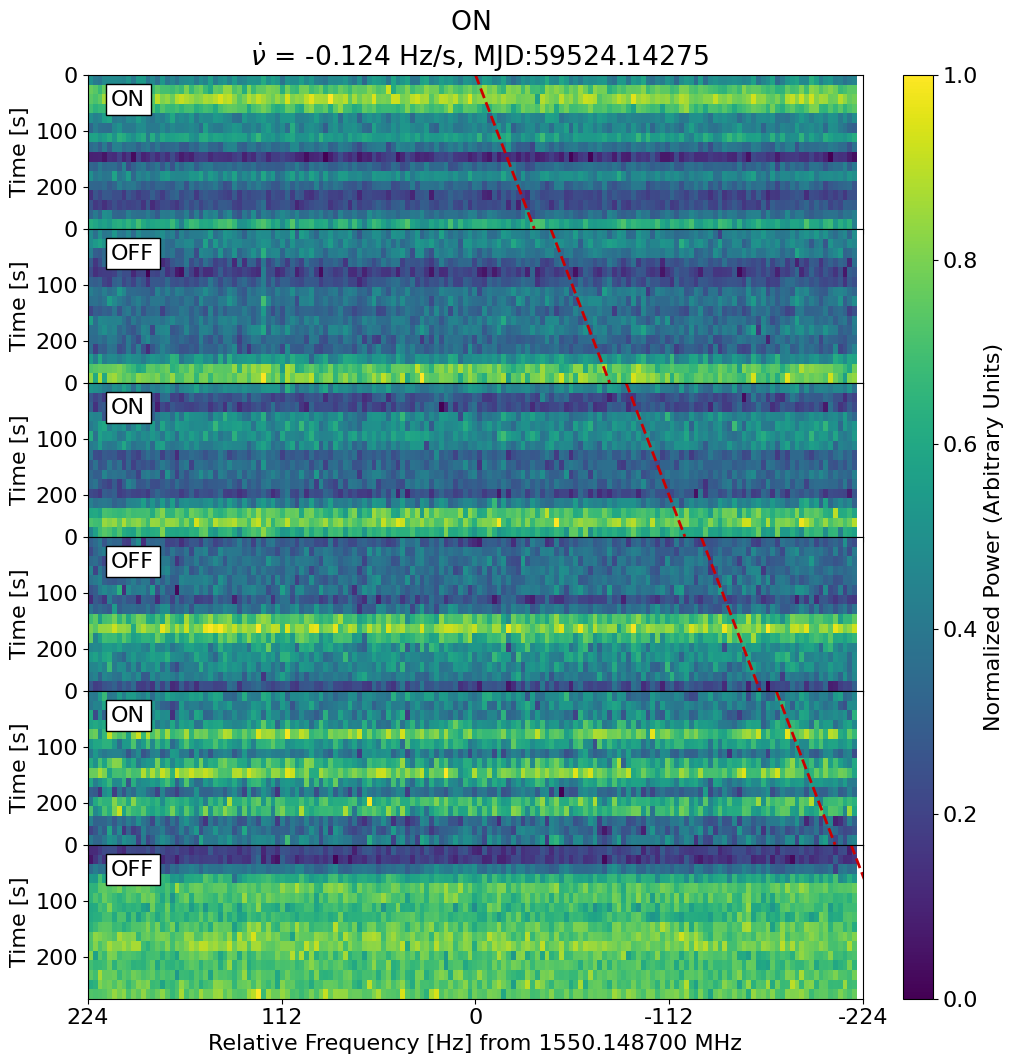 ON
ν̇ = -0.124 Hz/s, MJD:59524.14275
0
ON
100
200
Time [s]
0
OFF
100
200
Time [s]
0
ON
100
200
Time [s]
0
OFF
100
200
Time [s]
0
ON
100
200
Time [s]
0
OFF
100
200
Time [s]
224 112 0 -112 -224
Relative Frequency [Hz] from 1550.148700 MHz
1.0
0.8
0.6
0.4
0.2
0.0
Normalized Power (Arbitrary Units)